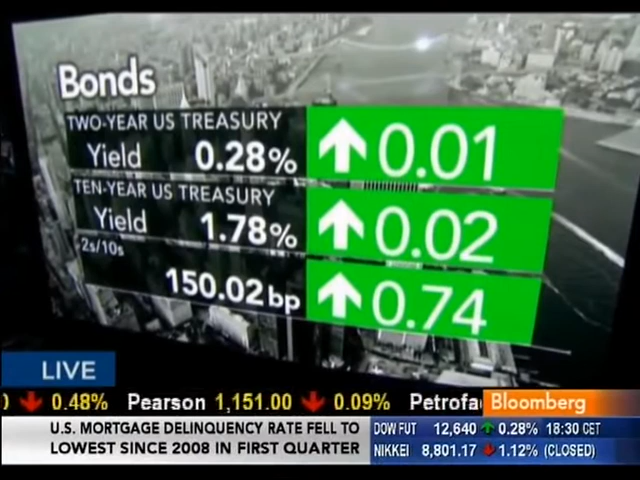 Bonds
TWO-YEAR US TREASURY
Yield 0.28% 0.01
TEN-YEAR US TREASURY
Yield 1.78% 0.02
2s/10s
150.02bp 0.74
LIVE
0.48% Pearson 1,151.00 0.09% Petrofa
Bloomberg
U.S. MORTGAGE DELINQUENCY RATE FELL TO
LOWEST SINCE 2008 IN FIRST QUARTER
DOW FUT 12,640 0.28% 18:30 CET
NIKKEI 8,801.17 1.12% (CLOSED)